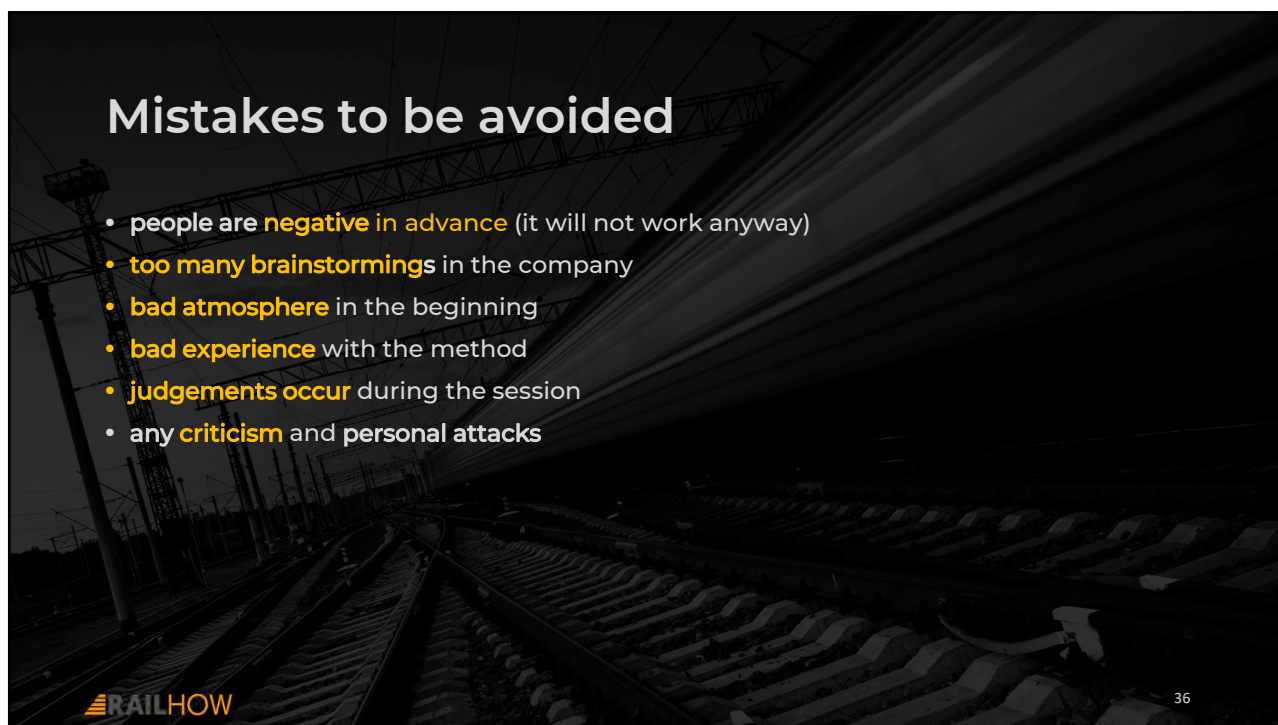 Mistakes to be avoided
• people are negative in advance (it will not work anyway)
• too many brainstormings in the company
• bad atmosphere in the beginning
• bad experience with the method
• judgements occur during the session
• any criticism and personal attacks
RAILHOW
36